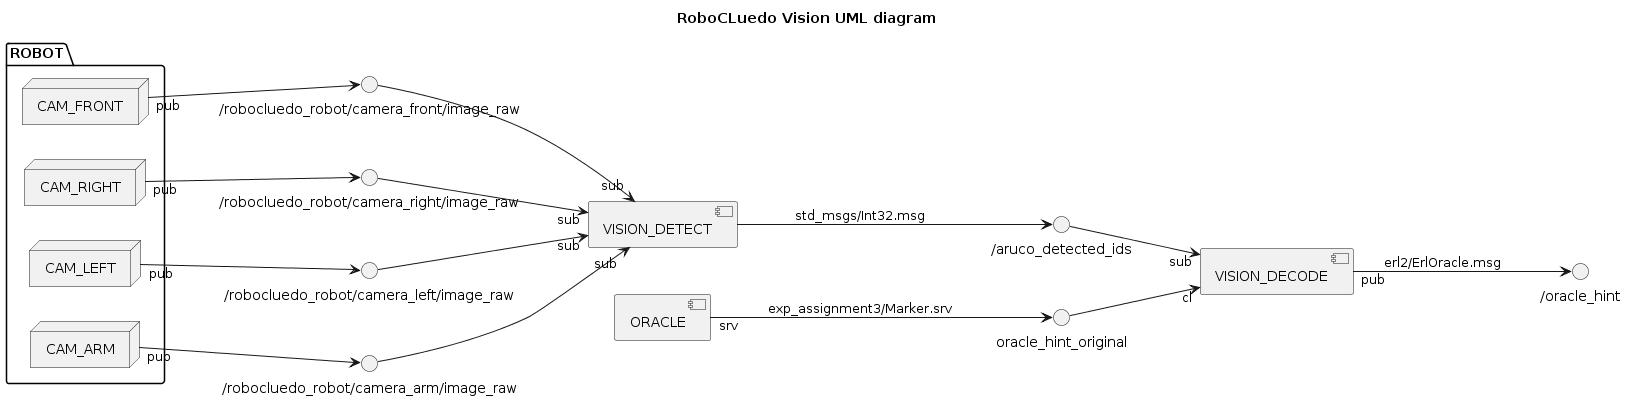 RoboCLuedo Vision UML diagram
ROBOT
CAM_FRONT
pub
/robocluedo_robot/camera_front/image_raw
CAM_RIGHT
pub
/robocluedo_robot/camera_right/image_raw
CAM_LEFT
pub
/robocluedo_robot/camera_left/image_raw
CAM_ARM
pub
/robocluedo_robot/camera_arm/image_raw
sub
sub
sub
sub
VISION_DETECT
std_msgs/Int32.msg
/aruco_detected_ids
ORACLE
srv
exp_assignment3/Marker.srv
oracle_hint_original
sub
cl
VISION_DECODE
pub
erl2/ErlOracle.msg
/oracle_hint